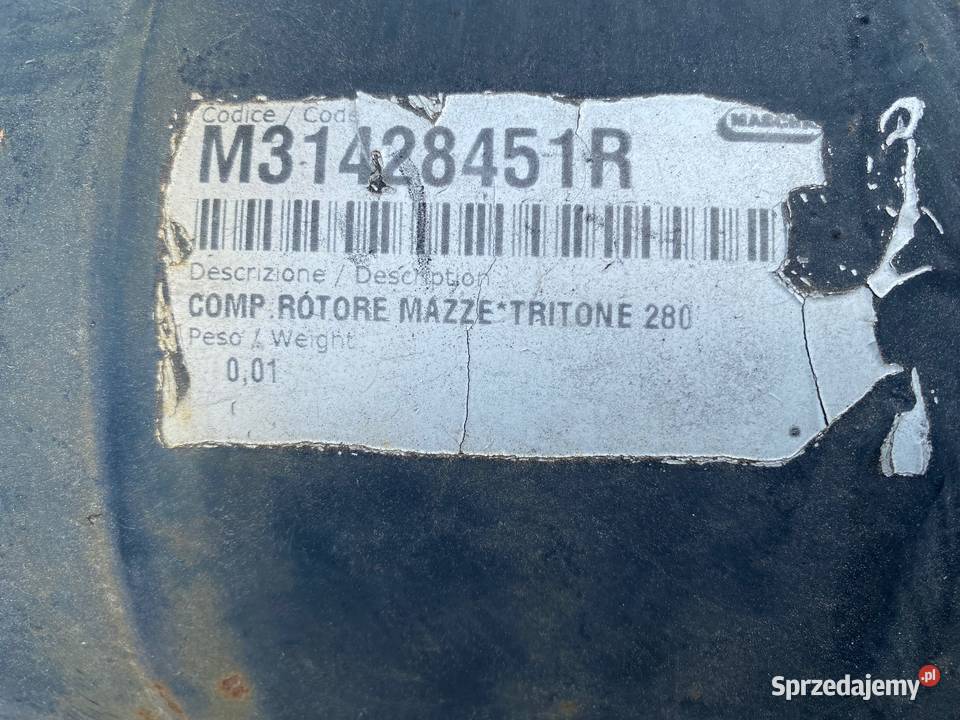 Codice / Code
M31428451R
Descrizione / Description
COMP.ROTORE MAZZE*TRITONE 280
Peso / Weight
0,01
Sprzedajemy.pl